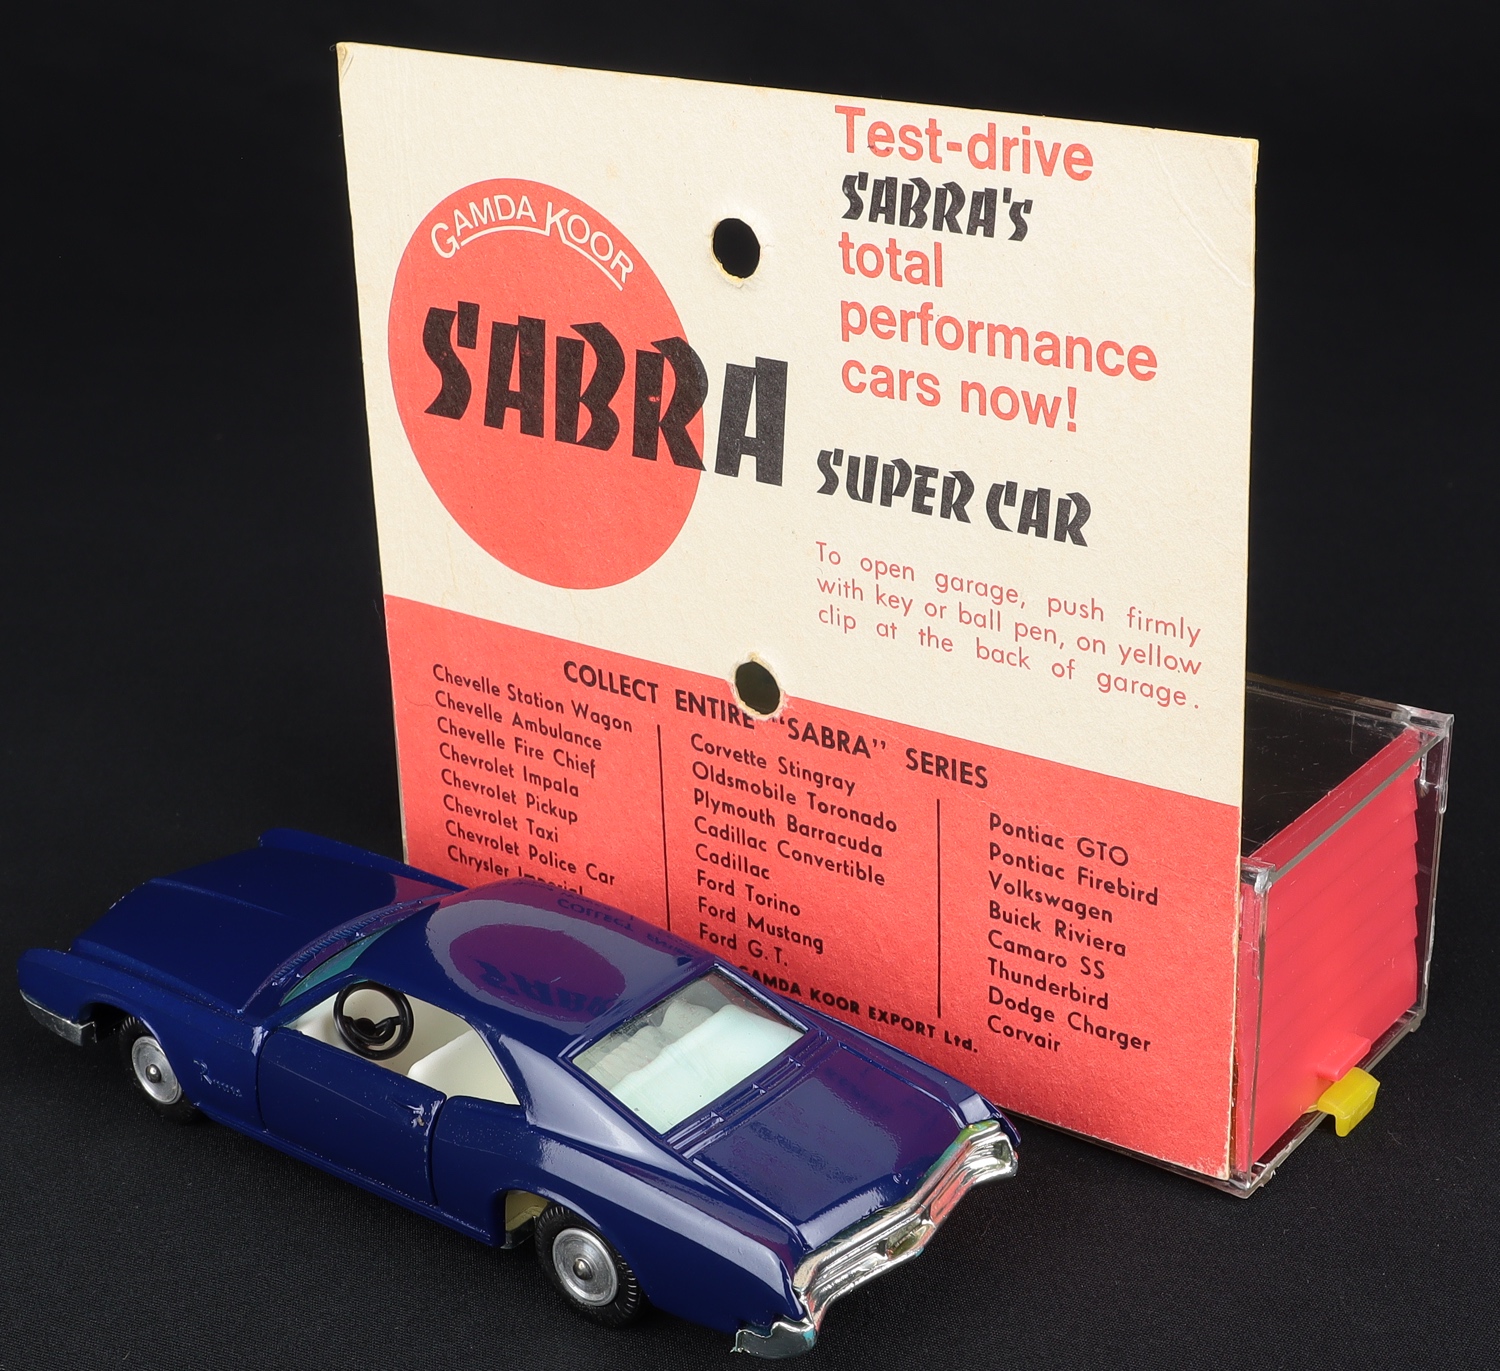 GAMDA KOOR
SABRA
Test-drive
SABRA'S
total
performance
cars now!
SUPER CAR
To open garage, push firmly
with key or ball pen, on yellow
clip at the back of garage.
COLLECT ENTIRE "SABRA" SERIES
Chevelle Station Wagon
Chevelle Ambulance
Chevelle Fire Chief
Chevrolet Impala
Chevrolet Pickup
Chevrolet Taxi
Chevrolet Police Car
Chrysler Imperial
Corvette Stingray
Oldsmobile Toronado
Plymouth Barracuda
Cadillac Convertible
Cadillac
Ford Torino
Ford Mustang
Ford G.T.
Pontiac GTO
Pontiac Firebird
Volkswagen
Buick Riviera
Camaro SS
Thunderbird
Dodge Charger
Corvair
GAMDA KOOR EXPORT Ltd.